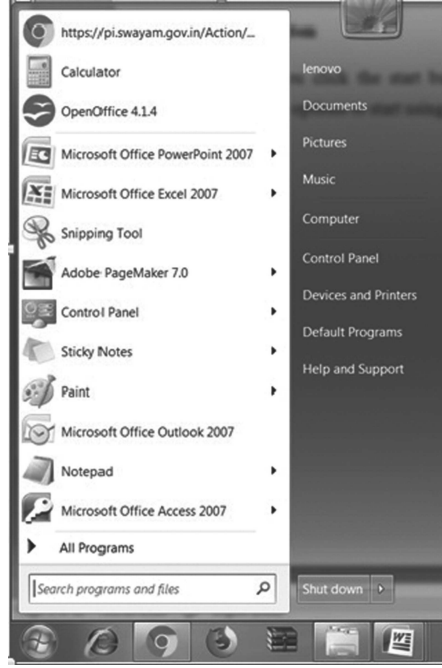 https://pi.swayam.gov.in/Action/...
Calculator
OpenOffice 4.1.4
Microsoft Office PowerPoint 2007
Microsoft Office Excel 2007
Snipping Tool
Adobe PageMaker 7.0
Control Panel
Sticky Notes
Paint
Microsoft Office Outlook 2007
Notepad
Microsoft Office Access 2007
All Programs
Search programs and files
lenovo
Documents
Pictures
Music
Computer
Control Panel
Devices and Printers
Default Programs
Help and Support
Shut down